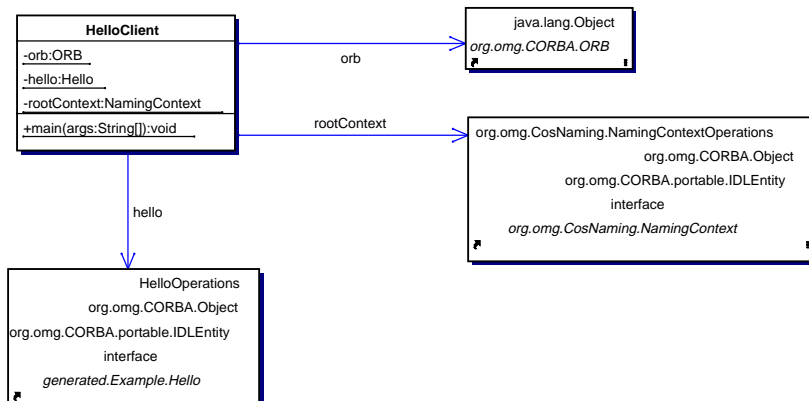 HelloClient
-orb:ORB
-hello:Hello
-rootContext:NamingContext
+main(args:String[]):void
orb
java.lang.Object
org.omg.CORBA.ORB
rootContext
org.omg.CosNaming.NamingContextOperations
org.omg.CORBA.Object
org.omg.CORBA.portable.IDLEntity
interface
org.omg.CosNaming.NamingContext
hello
HelloOperations
org.omg.CORBA.Object
org.omg.CORBA.portable.IDLEntity
interface
generated.Example.Hello